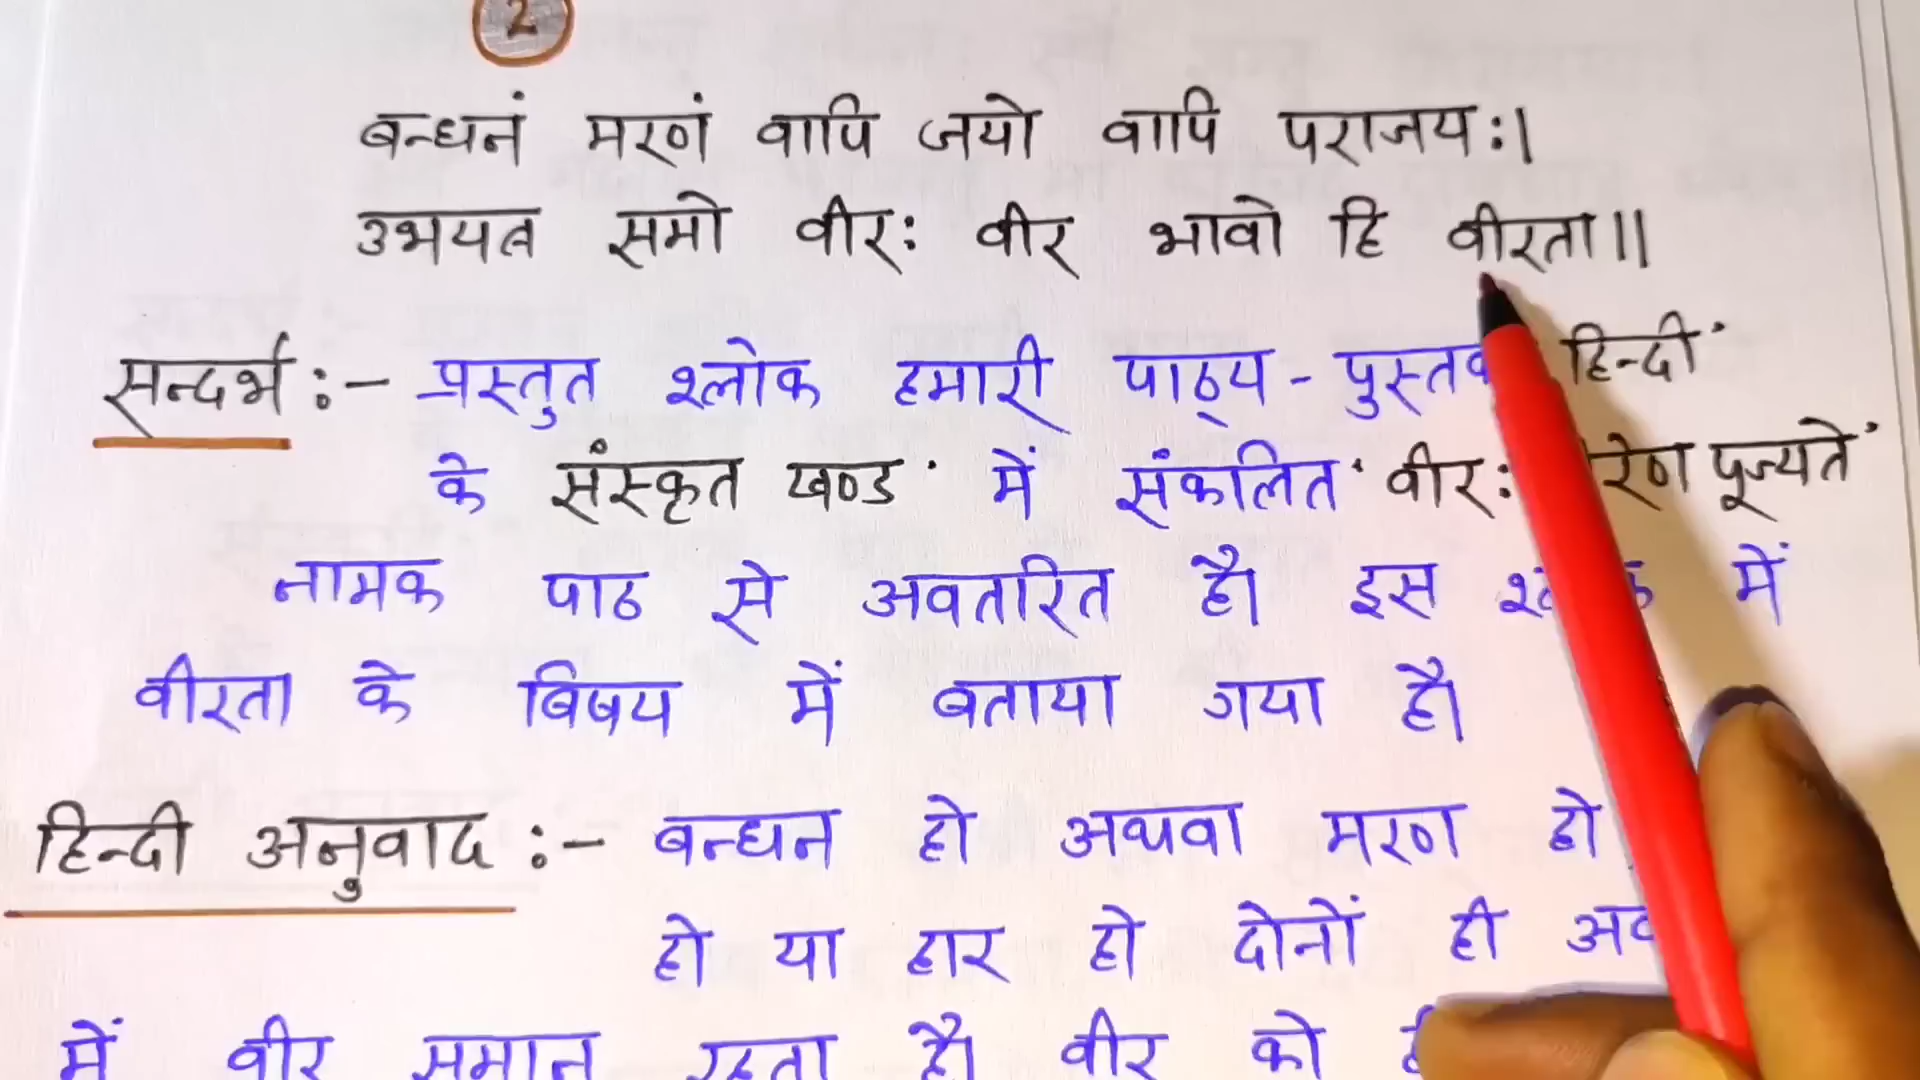 2
बन्धनं मरणं वापि जयो वापि पराजयः।
उभयत्र समो वीरः वीर भावो हि वीरता॥
सन्दर्भ :- प्रस्तुत श्लोक हमारी पाठ्य - हिन्दी'
के संस्कृत खण्ड' में संकलित 'वीरः पूज्यते'
नामक पाठ से अवतरित है। इस में
वीरता के विषय में बताया गया है।
हिन्दी अनुवाद :- बन्धन हो अथवा मरण हो
हो या हार हो दोनों ही
में वीर समान रहता है। वीर को